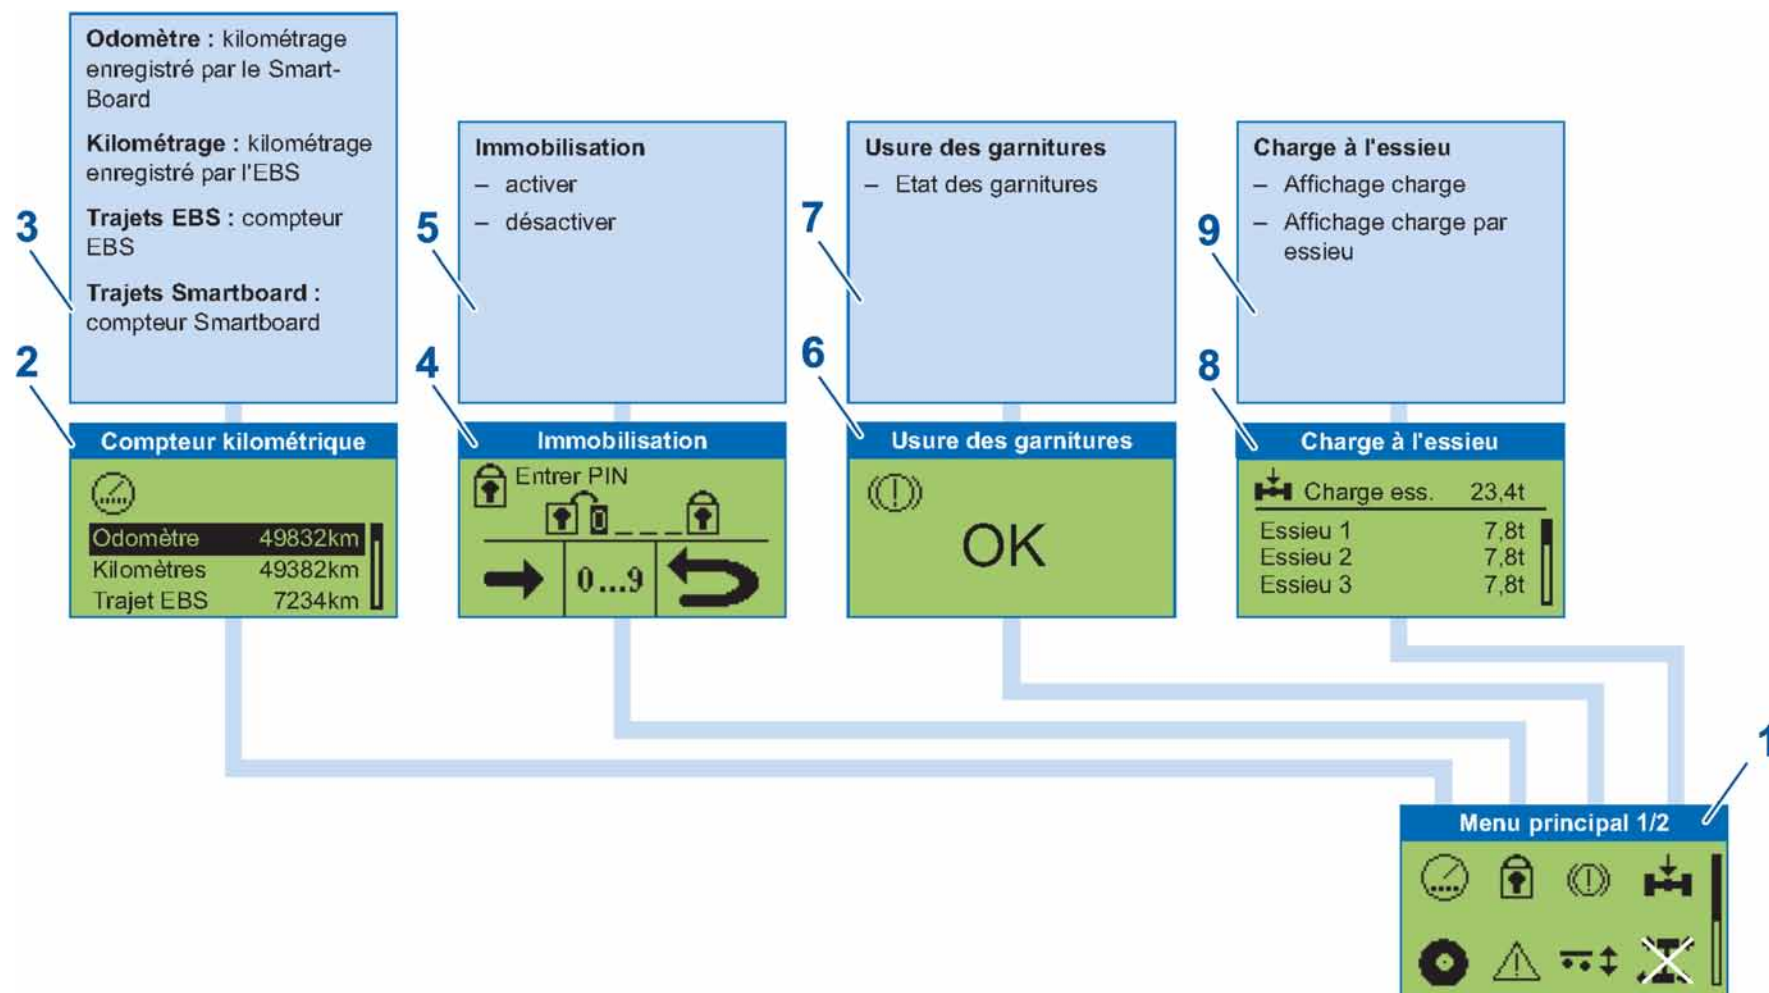 Odomètre : kilométrage
enregistré par le Smart-
Board
Kilométrage : kilométrage
enregistré par l'EBS
Trajets EBS : compteur
EBS
Trajets Smartboard :
compteur Smartboard
3
Immobilisation
– activer
– désactiver
5
Usure des garnitures
– Etat des garnitures
7
Charge à l'essieu
– Affichage charge
– Affichage charge par
essieu
9
2
Compteur kilométrique
Odomètre 49832km
Kilomètres 49382km
Trajet EBS 7234km
4
Immobilisation
Entrer PIN
0 _ _ _
0...9
6
Usure des garnitures
OK
8
Charge à l'essieu
Charge ess. 23,4t
Essieu 1 7,8t
Essieu 2 7,8t
Essieu 3 7,8t
1
Menu principal 1/2